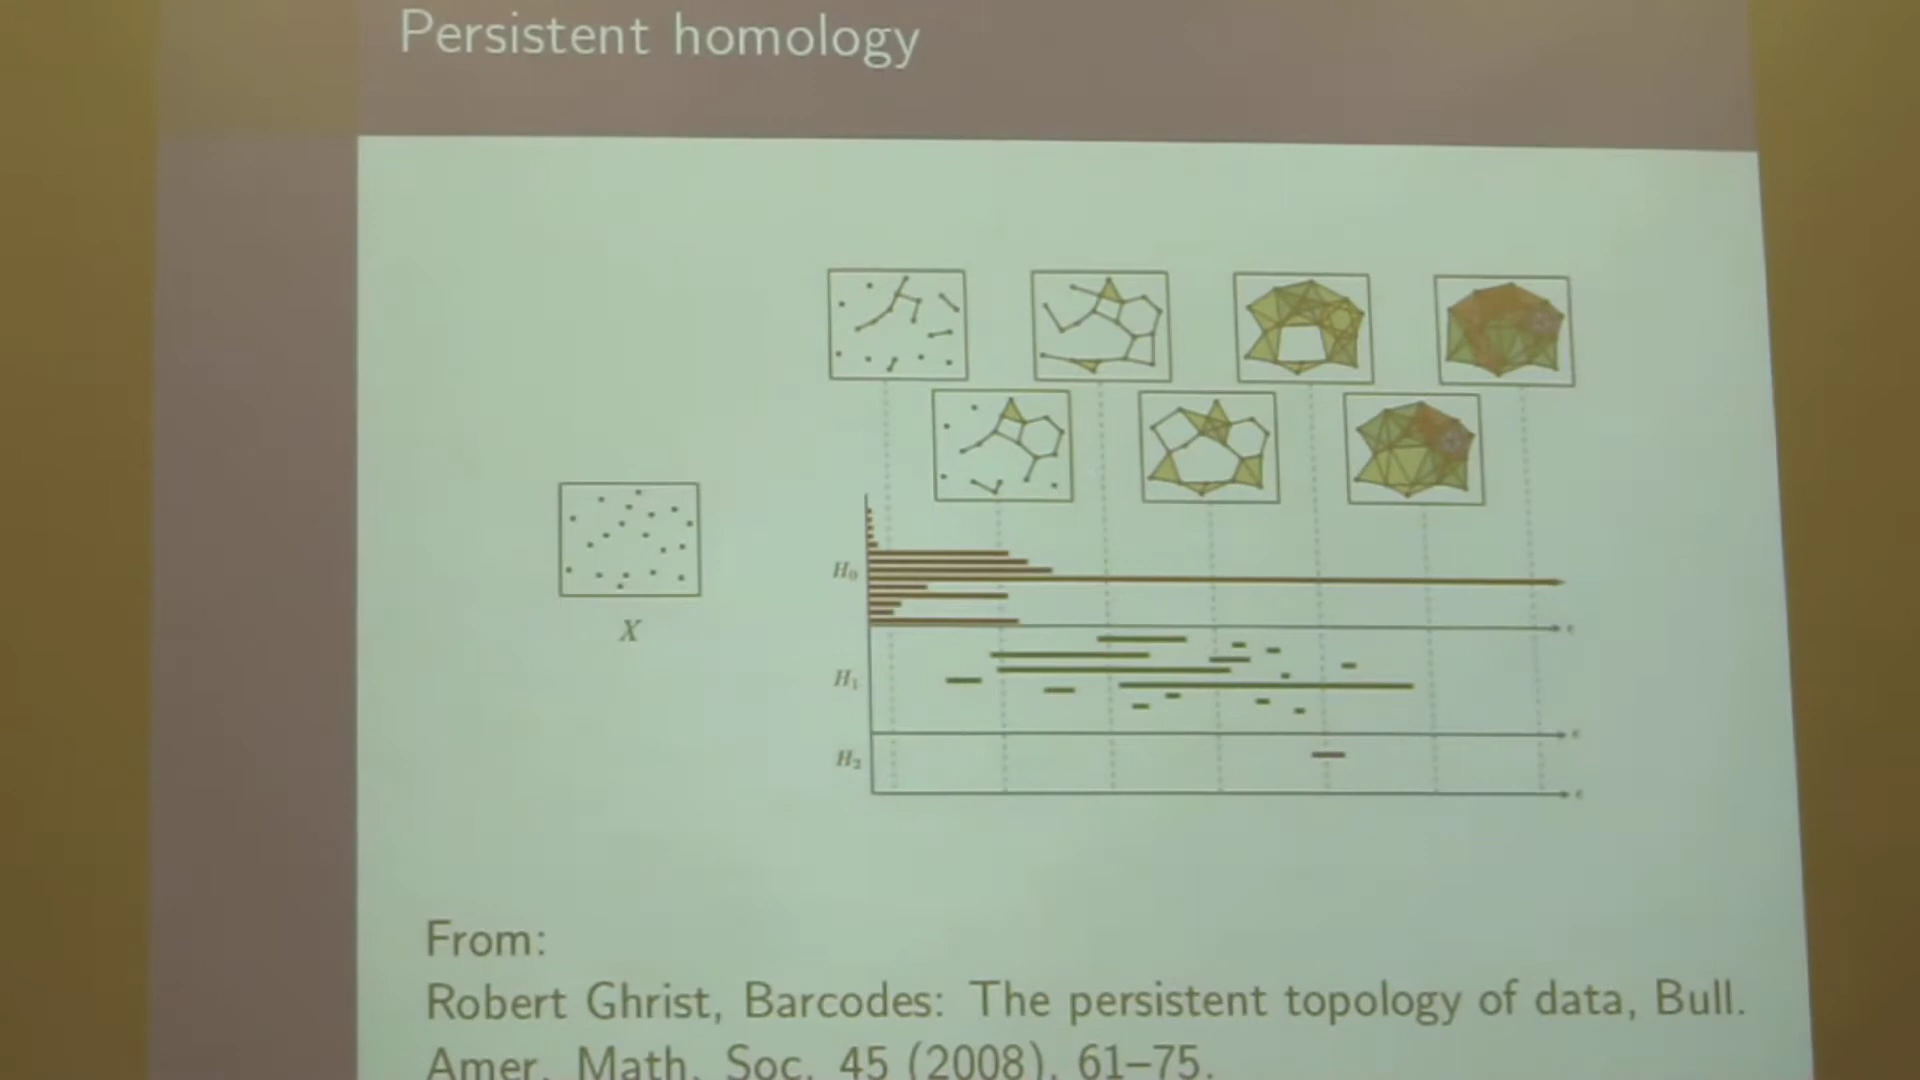 Persistent homology
X
H₀
ϵ
H₁
ϵ
H₂
ϵ
From:
Robert Ghrist, Barcodes: The persistent topology of data, Bull.
Amer. Math. Soc. 45 (2008), 61–75.